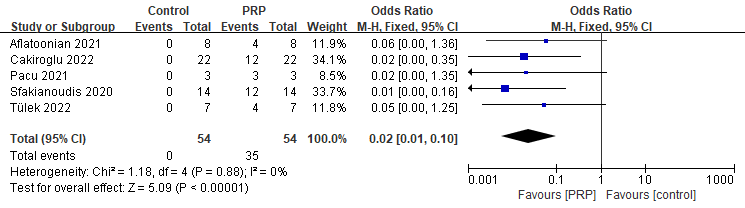 Control PRP Odds Ratio Odds Ratio
Study or Subgroup Events Total Events Total Weight M-H, Fixed, 95% CI M-H, Fixed, 95% CI
Aflatoonian 2021 0 8 4 8 11.9% 0.06 [0.00, 1.36]
Cakiroglu 2022 0 22 12 22 34.1% 0.02 [0.00, 0.35]
Pacu 2021 0 3 3 3 8.5% 0.02 [0.00, 1.35]
Sfakianoudis 2020 0 14 12 14 33.7% 0.01 [0.00, 0.16]
Tülek 2022 0 7 4 7 11.8% 0.05 [0.00, 1.25]
Total (95% CI) 54 54 100.0% 0.02 [0.01, 0.10]
Total events 0 35
Heterogeneity: Chi² = 1.18, df = 4 (P = 0.88); I² = 0%
Test for overall effect: Z = 5.09 (P < 0.00001)
0.001 0.1 1 10 1000
Favours [PRP] Favours [control]